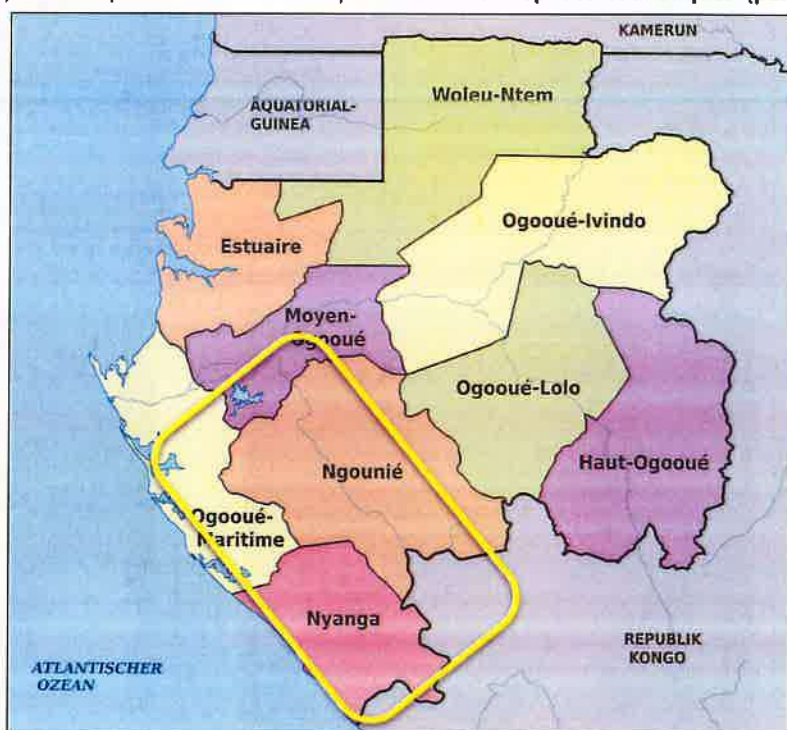 KAMERUN
ÄQUATORIAL-
GUINEA
Woleu-Ntem
Ogooué-Ivindo
Estuaire
Moyen-
Ogooué
Ogooué-Lolo
Haut-Ogooué
Ngounié
Ogooué-
Maritime
Nyanga
REPUBLIK
KONGO
ATLANTISCHER
OZEAN